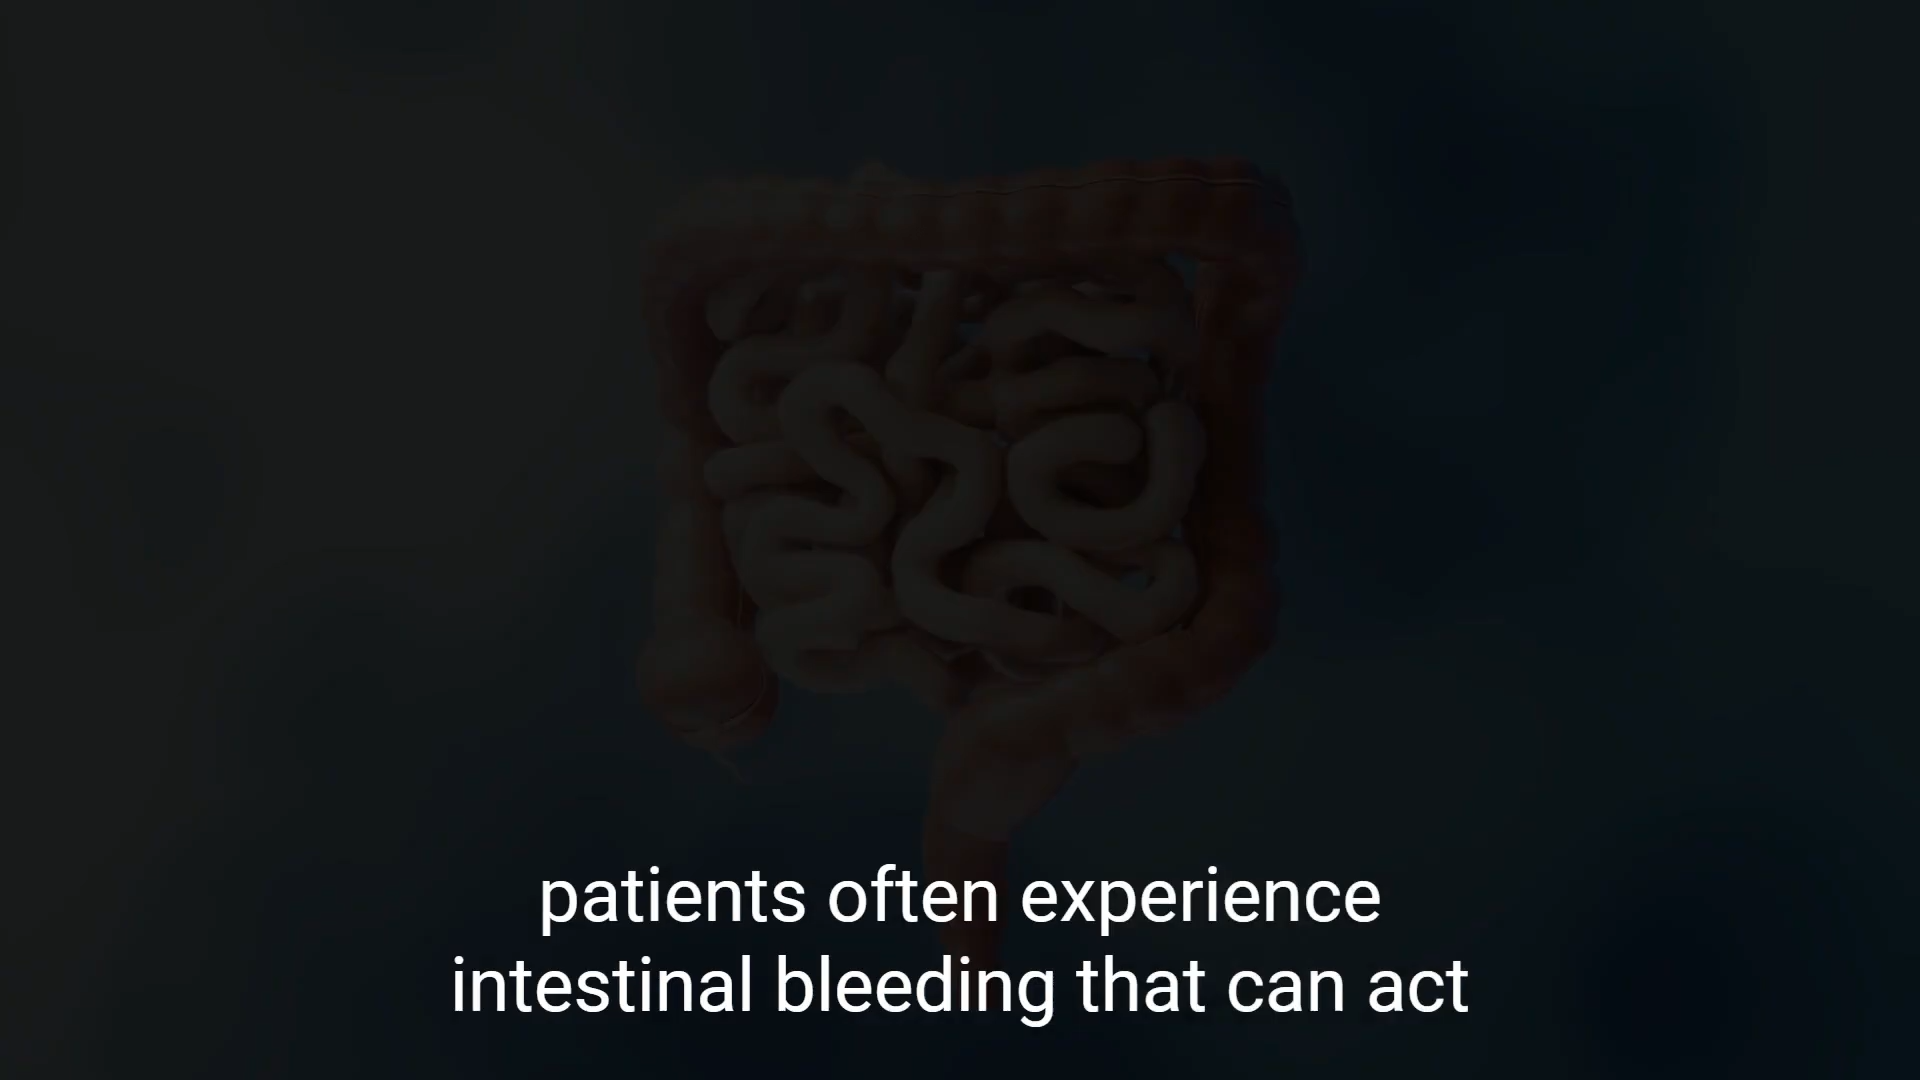 patients often experience
intestinal bleeding that can act